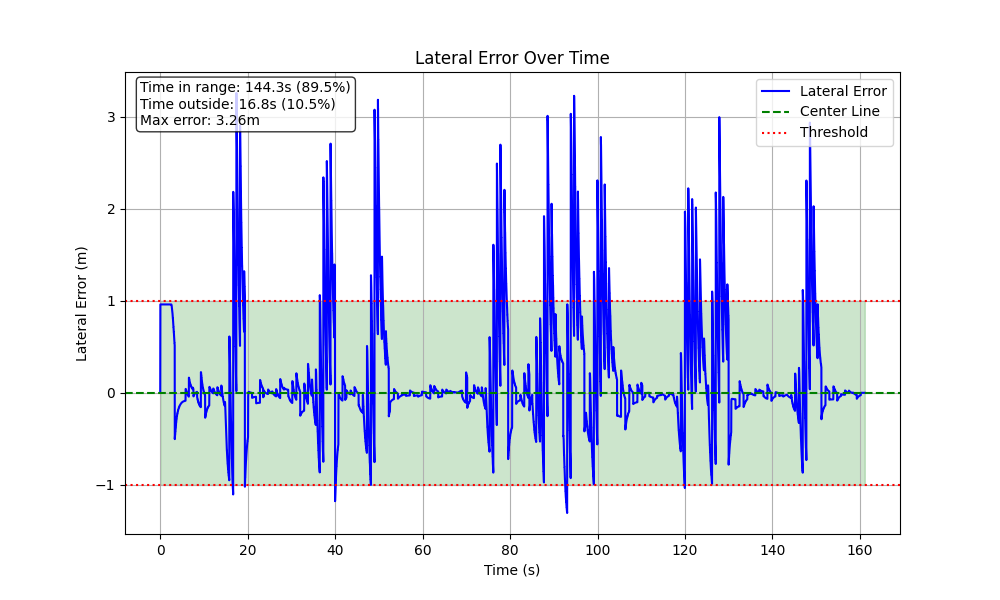 Lateral Error Over Time
Time in range: 144.3s (89.5%)
Time outside: 16.8s (10.5%)
Max error: 3.26m
Lateral Error
Center Line
Threshold
Lateral Error (m)
3
2
1
0
−1
0 20 40 60 80 100 120 140 160
Time (s)